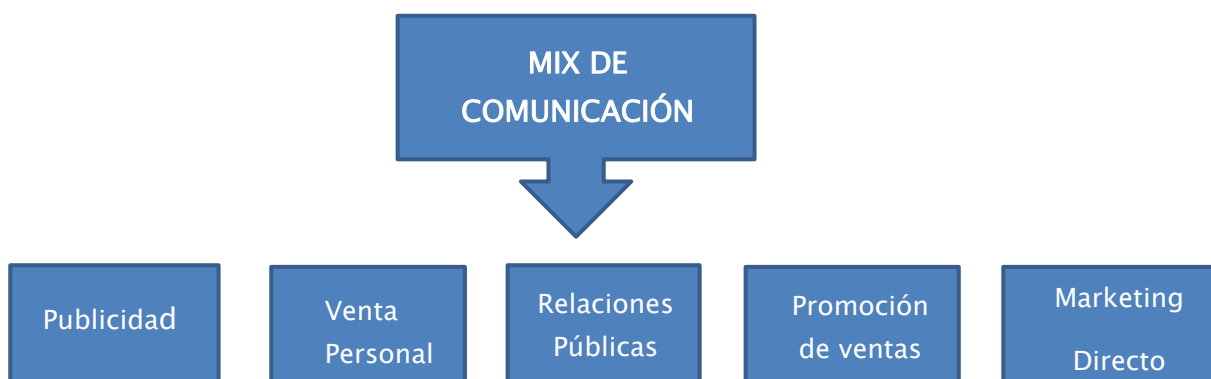 MIX DE
COMUNICACIÓN
Publicidad
Venta
Personal
Relaciones
Públicas
Promoción
de ventas
Marketing
Directo